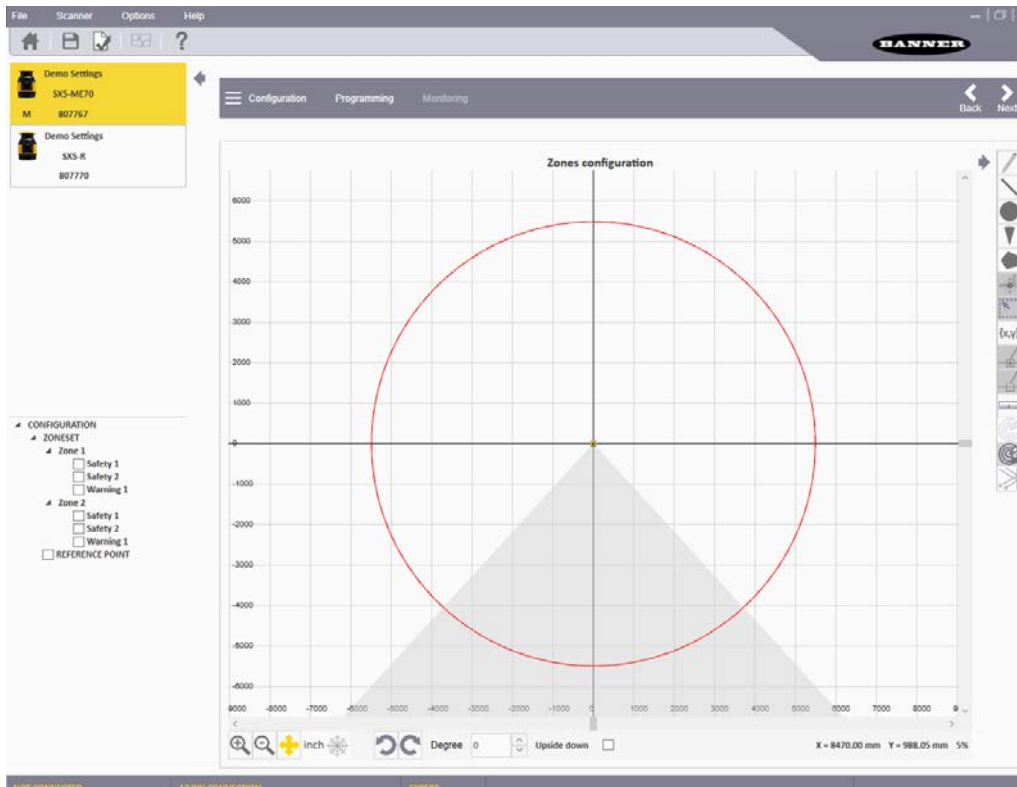 File Scanner Options Help
?
BANNER
Demo Settings
SX5-ME70
M 807767
Demo Settings
SX5-R
807770
Configuration Programming Monitoring
Back Next
Zones configuration
6000
5000
4000
3000
2000
1000
0
-1000
-2000
-3000
-4000
-5000
-6000
9000 -8000 -7000 -6000 -5000 -4000 -3000 -2000 -1000 0 1000 2000 3000 4000 5000 6000 7000 8000 9
{x,y}
CONFIGURATION
ZONESET
Zone 1
Safety 1
Safety 2
Warning 1
Zone 2
Safety 1
Safety 2
Warning 1
REFERENCE POINT
inch Degree 0 Upside down X = 8470.00 mm Y = 988.05 mm 5%